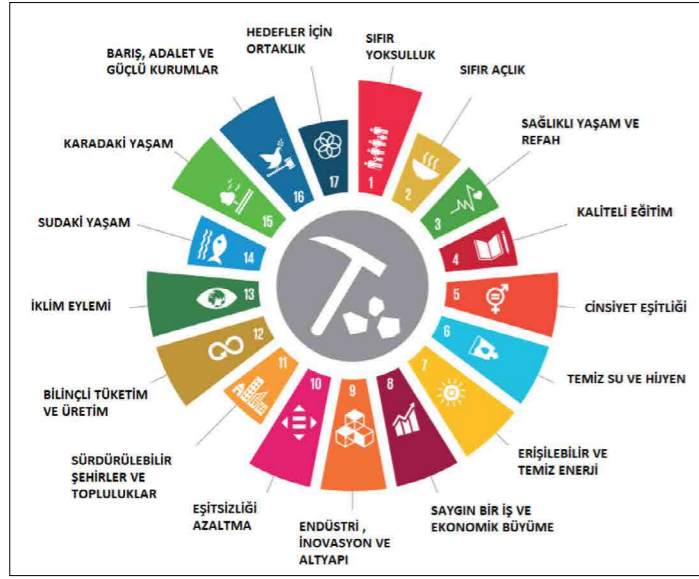 SIFIR
YOKSULLUK
1
SIFIR AÇLIK
2
SAĞLIKLI YAŞAM VE
REFAH
3
KALİTELİ EĞİTİM
4
CİNSİYET EŞİTLİĞİ
5
TEMİZ SU VE HİJYEN
6
ERİŞİLEBİLİR VE
TEMİZ ENERJİ
7
SAYGIN BİR İŞ VE
EKONOMİK BÜYÜME
8
ENDÜSTRİ ,
İNOVASYON VE
ALTYAPI
9
EŞİTSİZLİĞİ
AZALTMA
10
SÜRDÜRÜLEBİLİR
ŞEHİRLER VE
TOPLULUKLAR
11
BİLİNÇLİ TÜKETİM
VE ÜRETİM
12
İKLİM EYLEMİ
13
SUDAKİ YAŞAM
14
KARADAKİ YAŞAM
15
BARIŞ, ADALET VE
GÜÇLÜ KURUMLAR
16
HEDEFLER İÇİN
ORTAKLIK
17